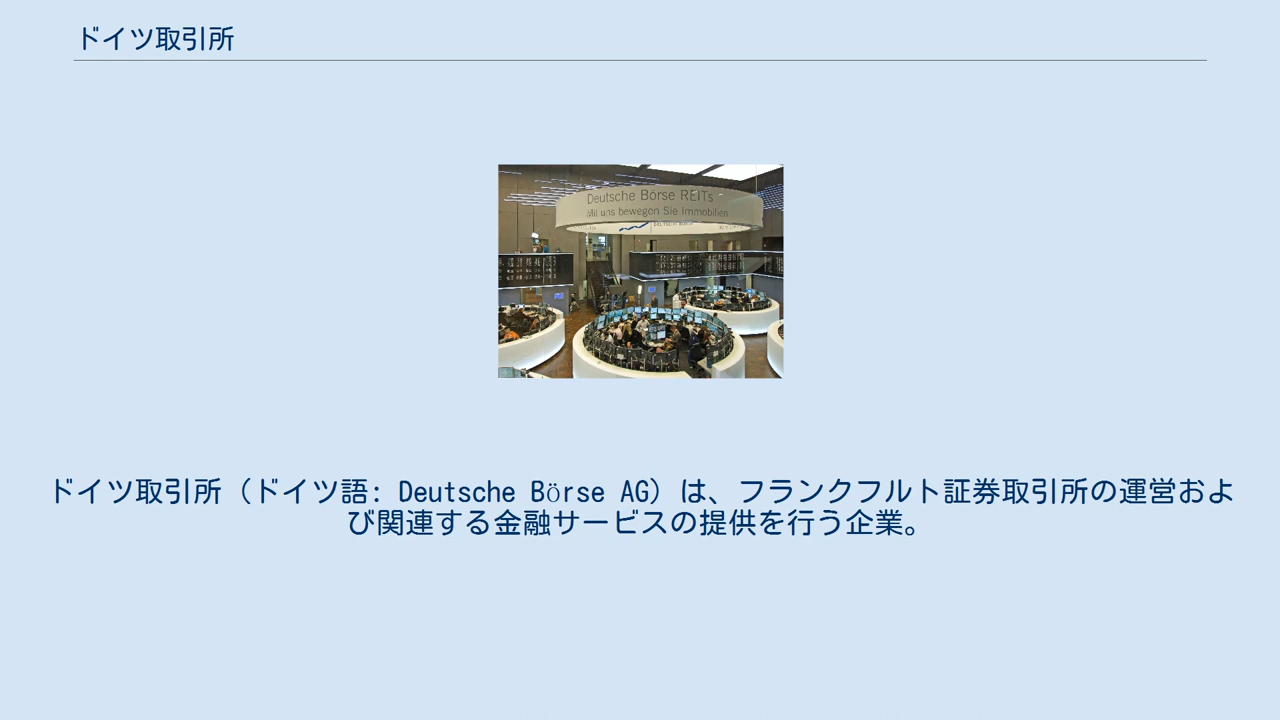 ドイツ取引所
Deutsche Börse REITs
Mit uns bewegen Sie Immobilien
DEUTSCHE BÖRSE
ドイツ取引所（ドイツ語: Deutsche Börse AG）は、フランクフルト証券取引所の運営およ
び関連する金融サービスの提供を行う企業。